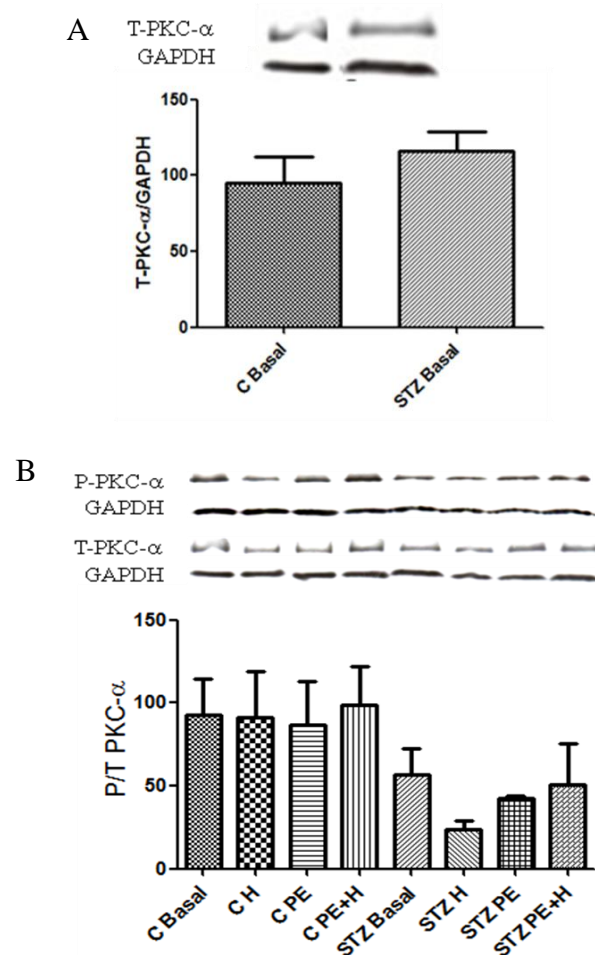 A
T-PKC-α
GAPDH
150
100
50
0
T-PKC-α/GAPDH
C Basal
STZ Basal
B
P-PKC-α
GAPDH
T-PKC-α
GAPDH
150
100
50
0
P/T PKC-α
C Basal
C H
C PE
C PE+H
STZ Basal
STZ H
STZ PE
STZ PE+H